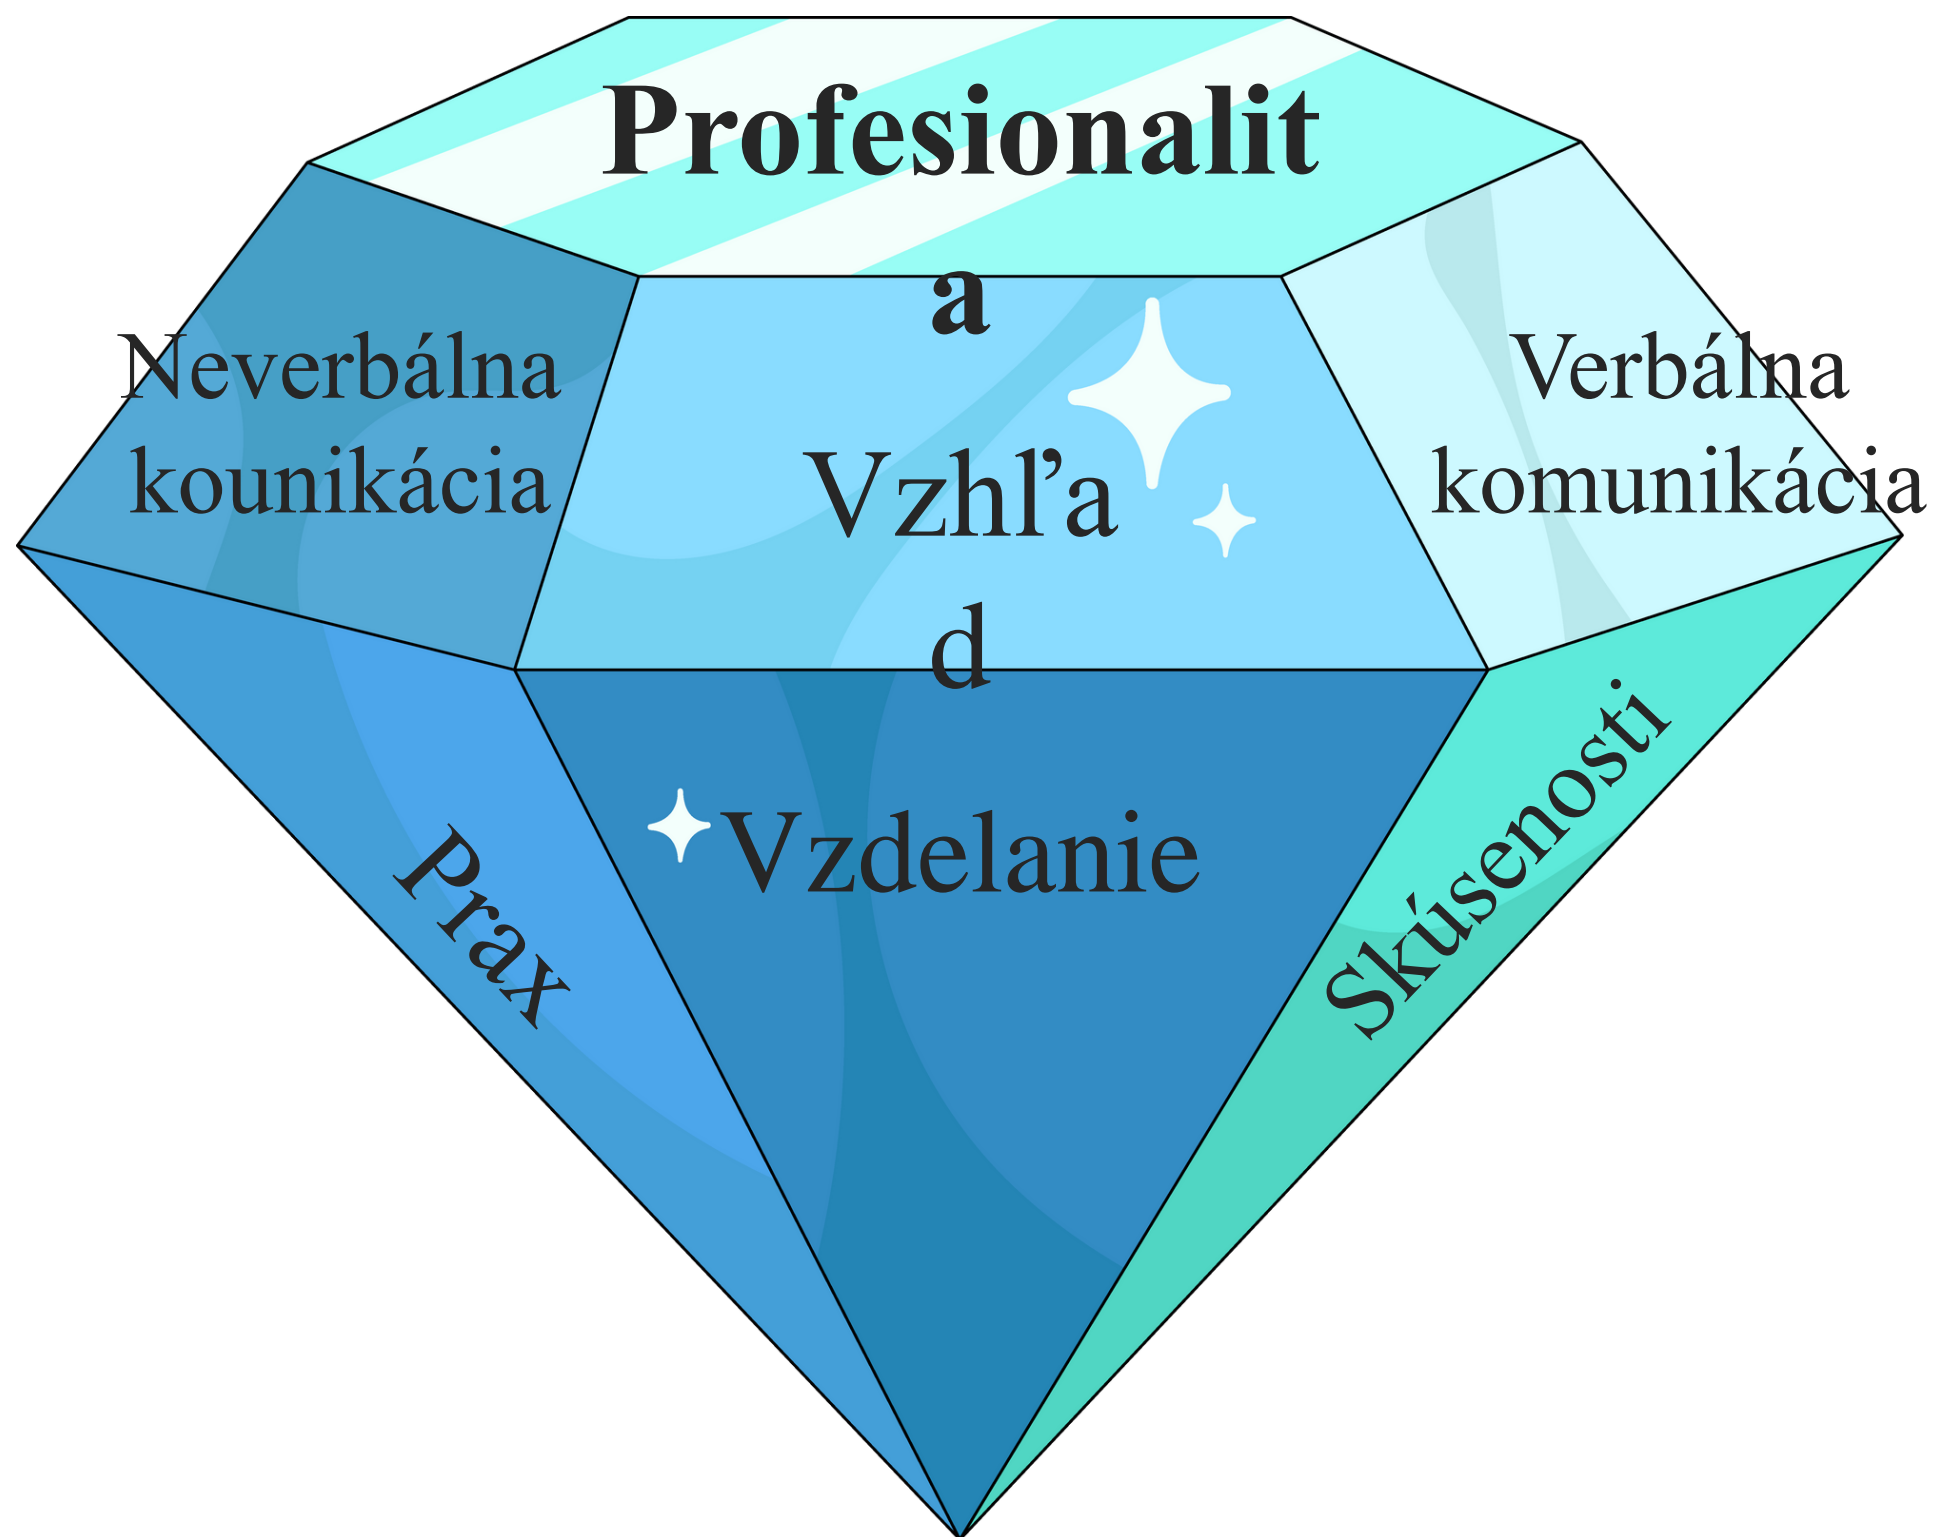 Profesionalit
a
Neverbálna
kounikácia
Vzhľa
d
Verbálna
komunikácia
Prax
Vzdelanie
Skúsenosti